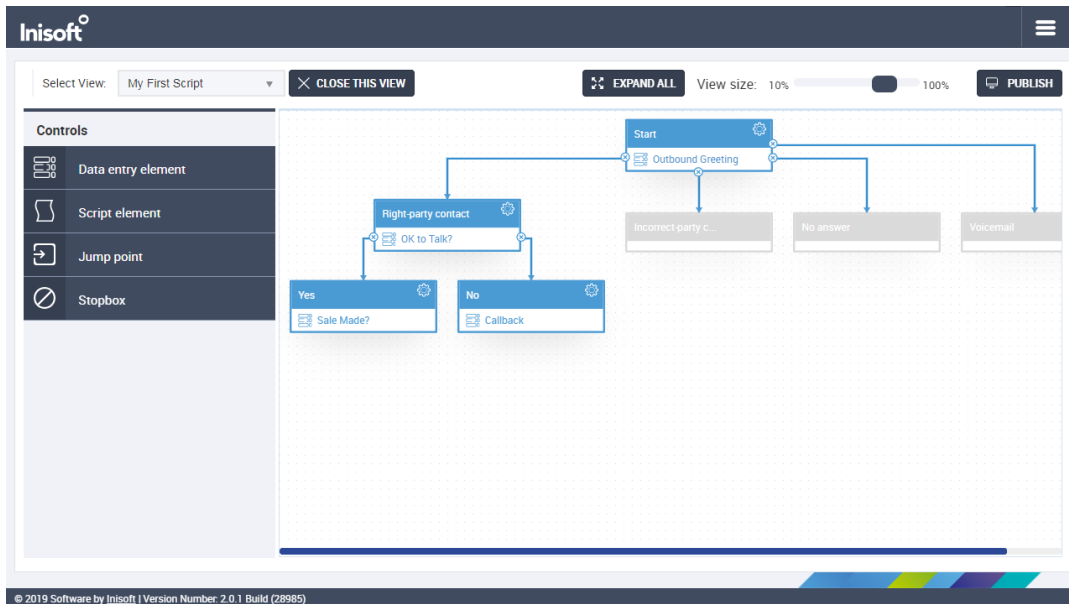 Inisoft
Select View: My First Script
CLOSE THIS VIEW
EXPAND ALL
View size: 10% 100%
PUBLISH
Controls
Data entry element
Script element
Jump point
Stopbox
Start
Outbound Greeting
Right-party contact
OK to Talk?
Incorrect-party c...
No answer
Voicemail
Yes
Sale Made?
No
Callback
© 2019 Software by Inisoft | Version Number: 2.0.1 Build (28985)